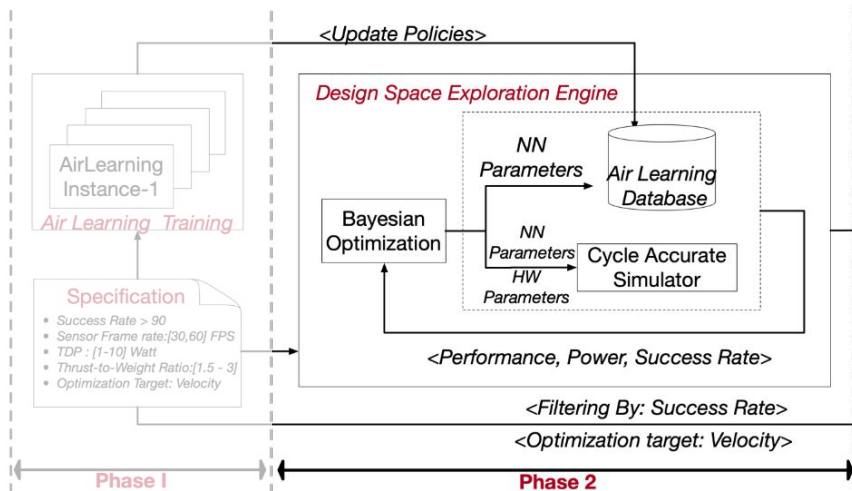 <Update Policies>
Design Space Exploration Engine
AirLearning
Instance-1
Air Learning Training
NN
Parameters
Air Learning
Database
Bayesian
Optimization
NN
Parameters
HW
Parameters
Cycle Accurate
Simulator
Specification
• Success Rate > 90
• Sensor Frame rate:[30,60] FPS
• TDP : [1-10] Watt
• Thrust-to-Weight Ratio:[1.5 - 3]
• Optimization Target: Velocity
<Performance, Power, Success Rate>
<Filtering By: Success Rate>
<Optimization target: Velocity>
Phase I
Phase 2